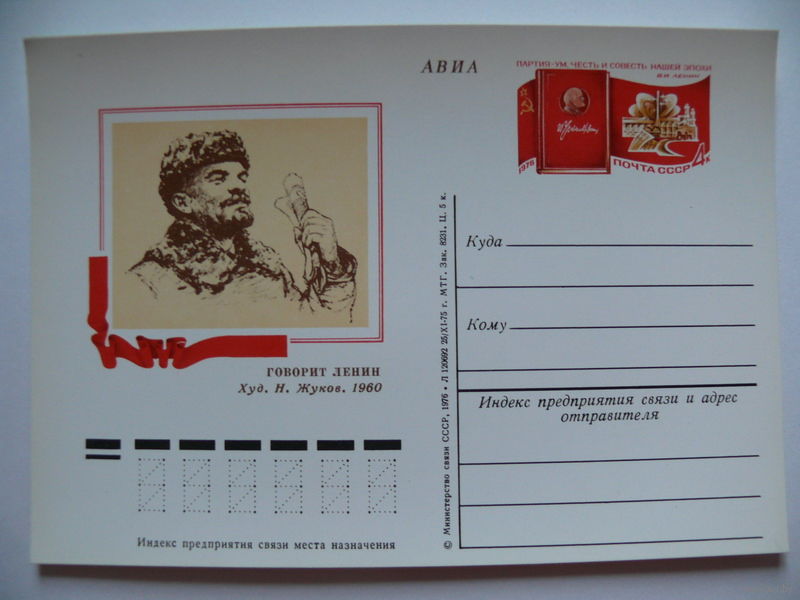 АВИА
ПАРТИЯ-УМ, ЧЕСТЬ И СОВЕСТЬ НАШЕЙ ЭПОХИ
В.И. ЛЕНИН
1976
ПОЧТА СССР 4к
ГОВОРИТ ЛЕНИН
Худ. Н. Жуков. 1960
Индекс предприятия связи места назначения
© Министерство связи СССР, 1976 • Л 120692 25/XI-75 г. МТГ. Зак. 8231. Ц. 5 к.
Куда
Кому
Индекс предприятия связи и адрес
отправителя